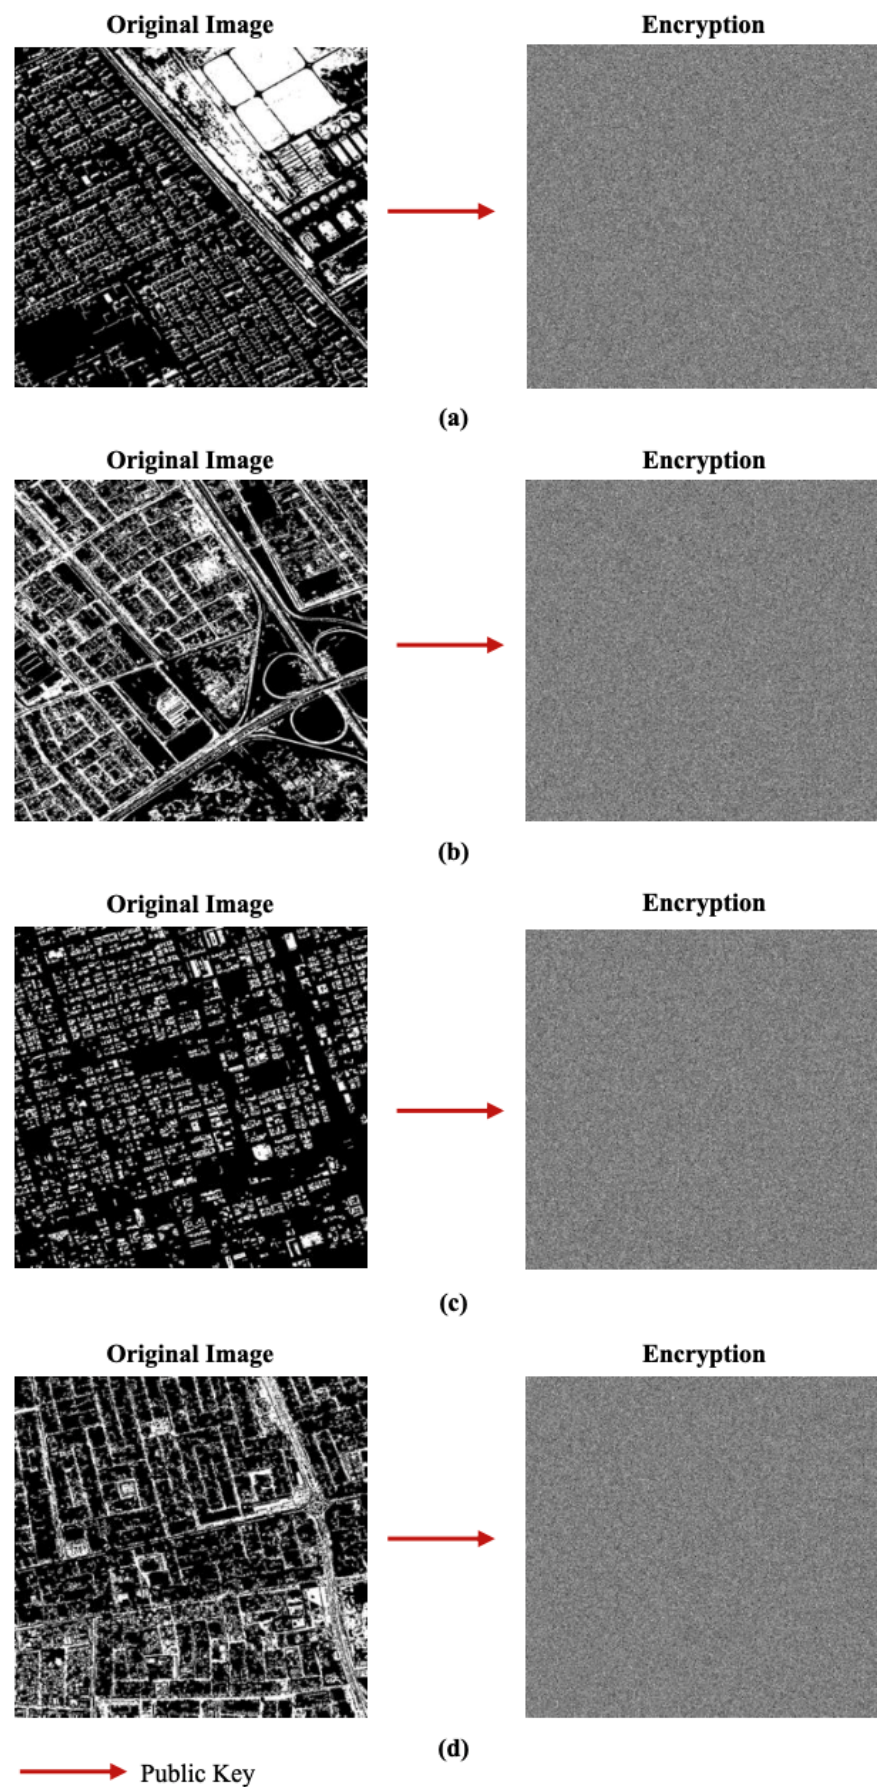 Original Image Encryption
(a)
Original Image Encryption
(b)
Original Image Encryption
(c)
Original Image Encryption
(d)
Public Key